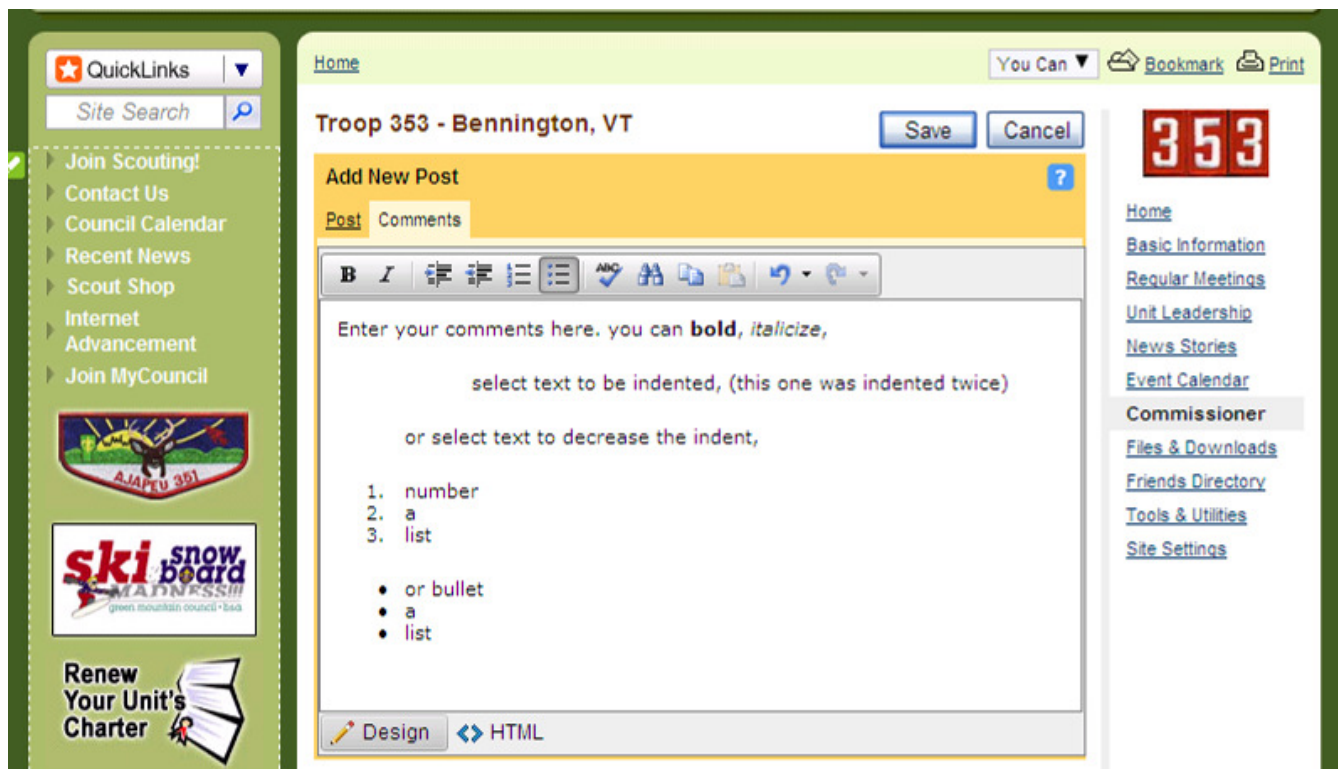 QuickLinks
Site Search
Join Scouting!
Contact Us
Council Calendar
Recent News
Scout Shop
Internet
Advancement
Join MyCouncil
AJAPEU 351
ski snow
board
MADNESS!!!
green mountain council • bsa
Renew
Your Unit's
Charter
Home
You Can
Bookmark
Print
Troop 353 - Bennington, VT
Save
Cancel
Add New Post
?
Post
Comments
B I
ABC
Enter your comments here. you can bold, italicize,
select text to be indented, (this one was indented twice)
or select text to decrease the indent,
1. number
2. a
3. list
• or bullet
• a
• list
Design
HTML
353
Home
Basic Information
Regular Meetings
Unit Leadership
News Stories
Event Calendar
Commissioner
Files & Downloads
Friends Directory
Tools & Utilities
Site Settings